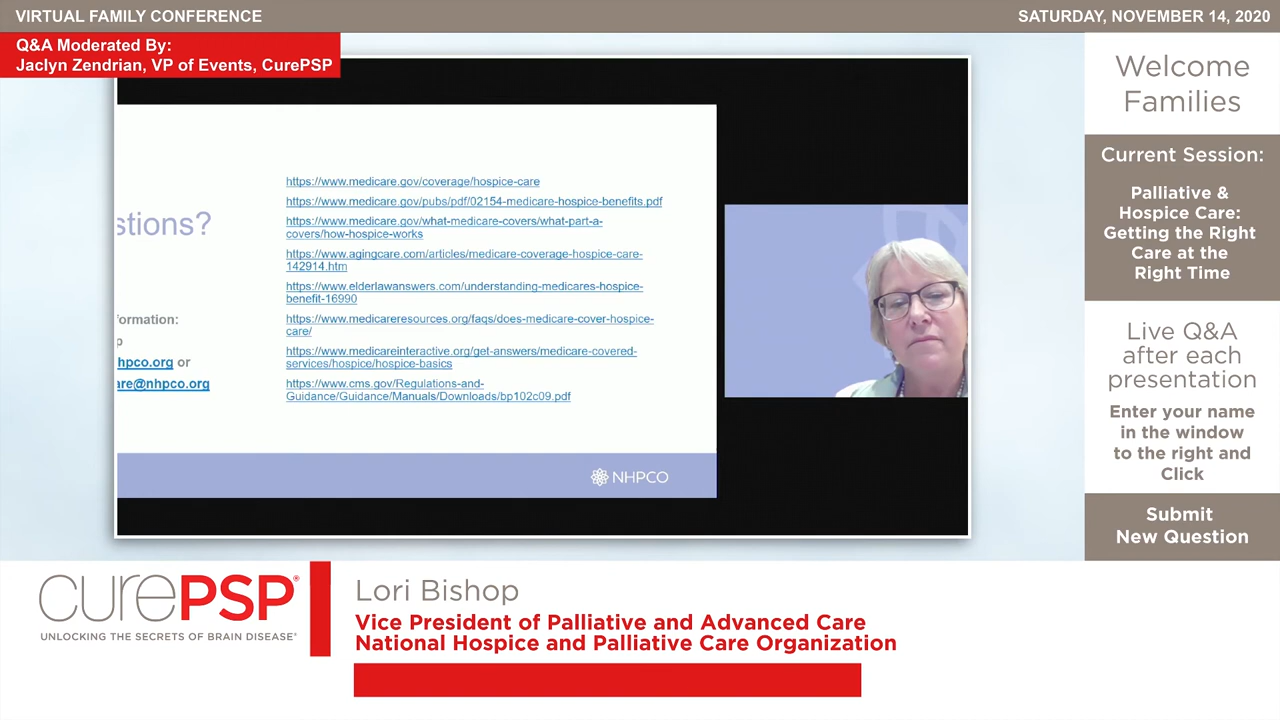 VIRTUAL FAMILY CONFERENCE
SATURDAY, NOVEMBER 14, 2020
Q&A Moderated By:
Jaclyn Zendrian, VP of Events, CurePSP
stions?
ormation:
p
hpco.org or
are@nhpco.org
https://www.medicare.gov/coverage/hospice-care
https://www.medicare.gov/pubs/pdf/02154-medicare-hospice-benefits.pdf
https://www.medicare.gov/what-medicare-covers/what-part-a-
covers/how-hospice-works
https://www.agingcare.com/articles/medicare-coverage-hospice-care-
142914.htm
https://www.elderlawanswers.com/understanding-medicares-hospice-
benefit-16990
https://www.medicareresources.org/faqs/does-medicare-cover-hospice-
care/
https://www.medicareinteractive.org/get-answers/medicare-covered-
services/hospice/hospice-basics
https://www.cms.gov/Regulations-and-
Guidance/Guidance/Manuals/Downloads/bp102c09.pdf
NHPCO
Welcome
Families
Current Session:
Palliative &
Hospice Care:
Getting the Right
Care at the
Right Time
Live Q&A
after each
presentation
Enter your name
in the window
to the right and
Click
Submit
New Question
curePSP®
UNLOCKING THE SECRETS OF BRAIN DISEASE®
Lori Bishop
Vice President of Palliative and Advanced Care
National Hospice and Palliative Care Organization